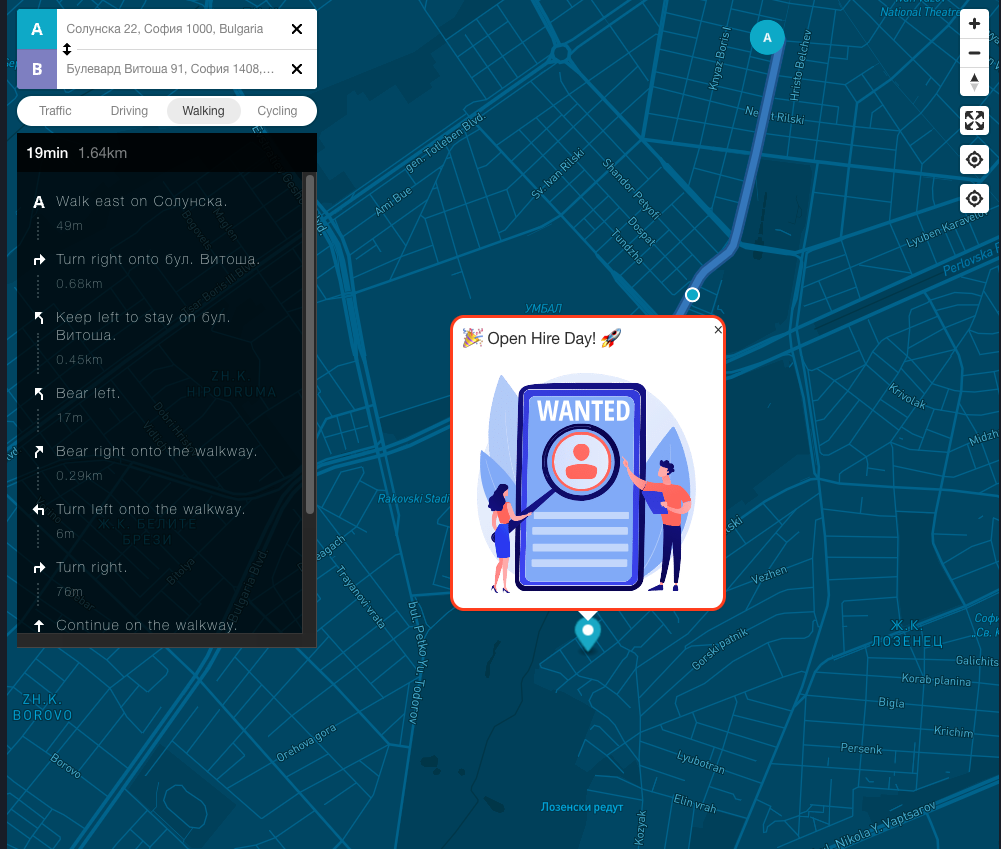 A
Солунска 22, София 1000, Bulgaria
B
Булевард Витоша 91, София 1408,...
Traffic
Driving
Walking
Cycling
19min 1.64km
A Walk east on Солунска.
49m
Turn right onto бул. Витоша.
0.68km
Keep left to stay on бул.
Витоша.
0.45km
Bear left.
17m
Bear right onto the walkway.
0.29km
Turn left onto the walkway.
6m
Turn right.
76m
Continue on the walkway.
National Theatre
A
Knyaz Boris I
Hristo Belchev
gen. Totleben Blvd.
Sv. Ivan Rilski
Shandor Petyofi
Ami Bue
Dospat
Tundzha
Lyuben Karavelo
Perlovska
УМБАЛ
🎉 Open Hire Day! 🚀
×
WANTED
ZH.K.
HIPODRUMA
Krivolak
Midzh
Rakovski Stadi
Ж.К. БЕЛИТЕ
БРЕЗИ
Bitolya
Trayanovi vrata
bul. Petko Yu. Todorov
Vezhen
Gorski patnik
Ж.К.
ЛОЗЕНЕЦ
Galichits
Korab planina
Bigla
Krichim
Persenk
ZH.K.
BOROVO
Borovo
Orehova gora
Lyubotran
Elin vrah
Лозенски редут
Kozyak
Nikola Y. Vaptsarov